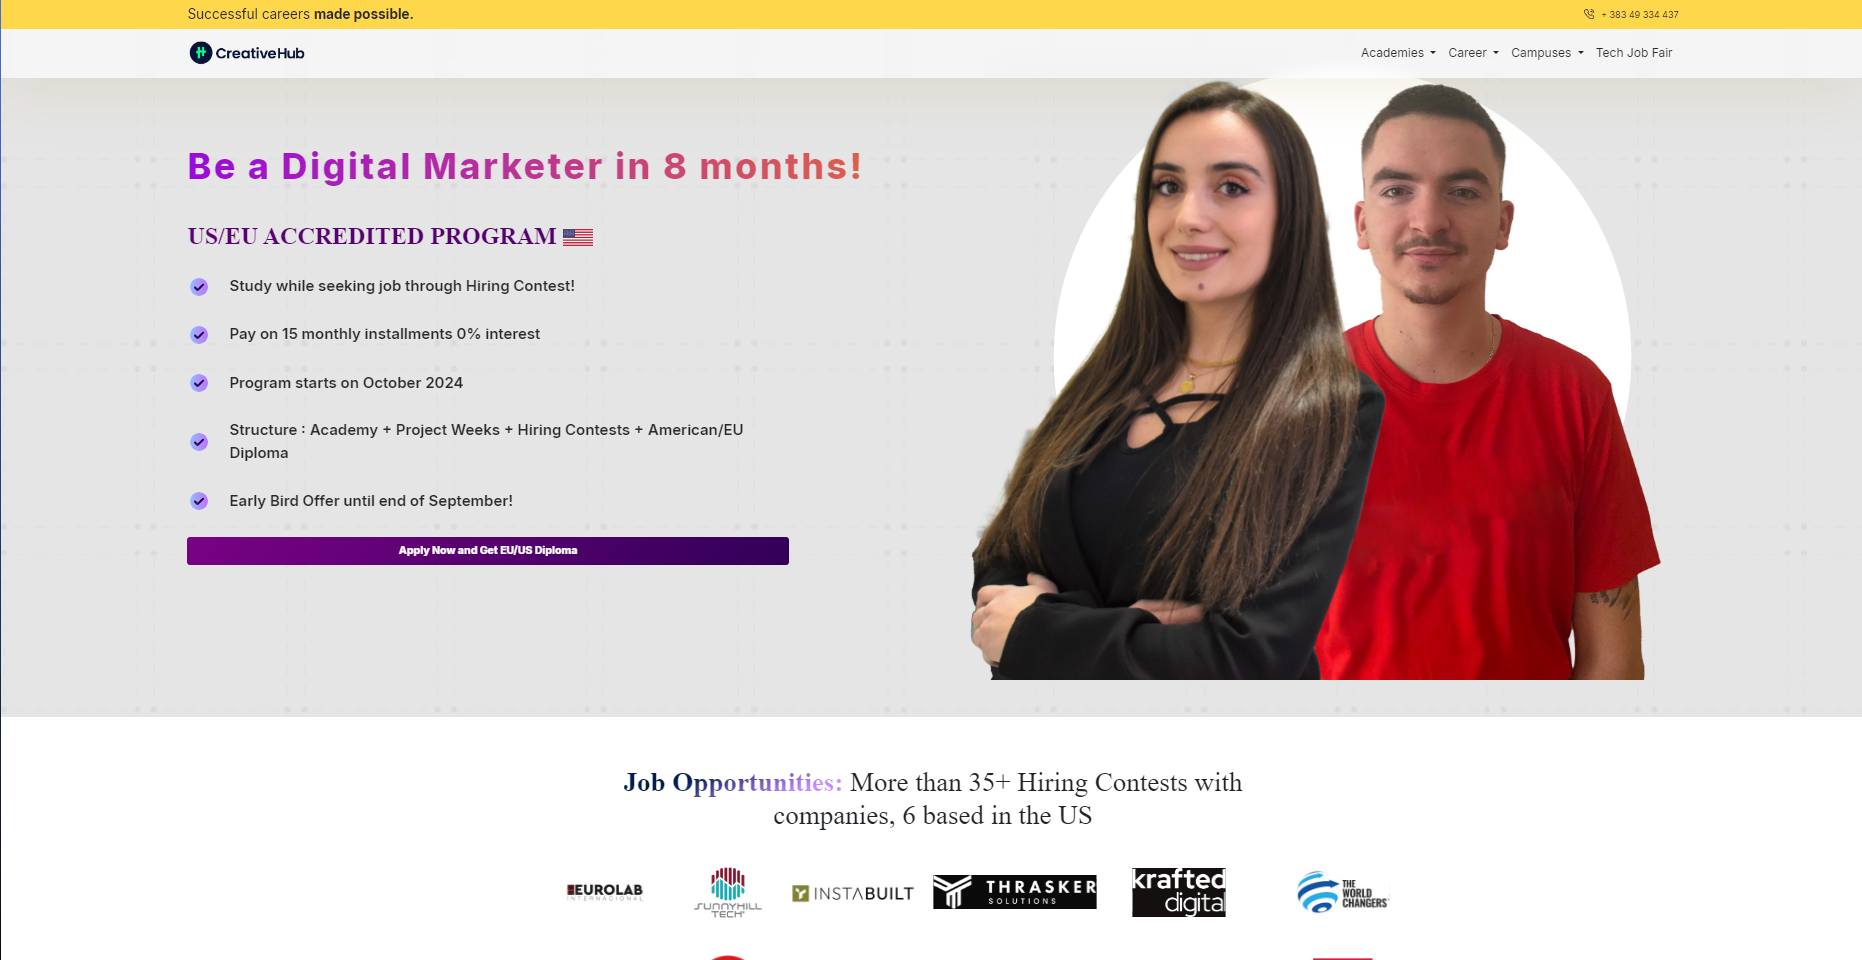 Successful careers made possible.
+ 383 49 334 437
CreativeHub
Academies
Career
Campuses
Tech Job Fair
Be a Digital Marketer in 8 months!
US/EU ACCREDITED PROGRAM
Study while seeking job through Hiring Contest!
Pay on 15 monthly installments 0% interest
Program starts on October 2024
Structure : Academy + Project Weeks + Hiring Contests + American/EU
Diploma
Early Bird Offer until end of September!
Apply Now and Get EU/US Diploma
Job Opportunities: More than 35+ Hiring Contests with
companies, 6 based in the US
EUROLAB
INTERNACIONAL
SUNNYHILL
TECH
INSTABUILT
THRASKER
SOLUTIONS
krafted
digital
THE
WORLD
CHANGERS